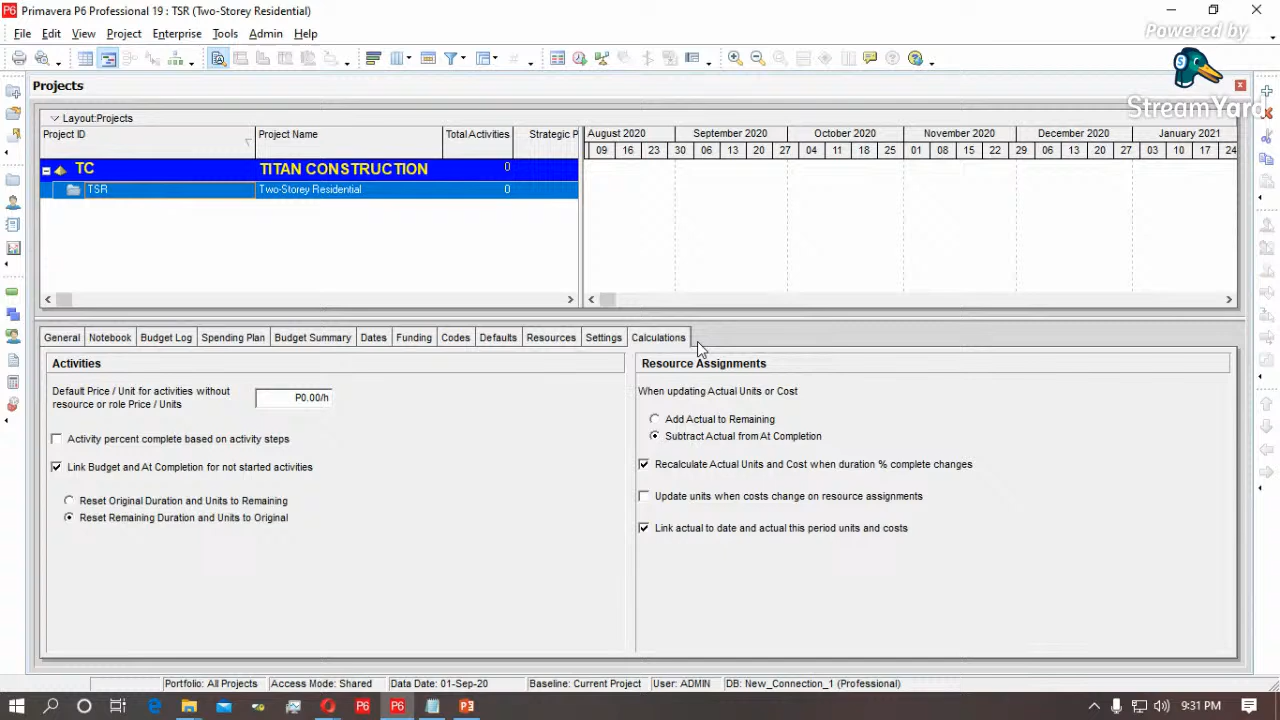 Primavera P6 Professional 19 : TSR (Two-Storey Residential)
File Edit View Project Enterprise Tools Admin Help
Powered by
StreamYard
Projects
Layout:Projects
Project ID Project Name Total Activities Strategic P
August 2020 September 2020 October 2020 November 2020 December 2020 January 2021
09 16 23 30 06 13 20 27 04 11 18 25 01 08 15 22 29 06 13 20 27 03 10 17 24
TC TITAN CONSTRUCTION 0
TSR Two-Storey Residential 0
General Notebook Budget Log Spending Plan Budget Summary Dates Funding Codes Defaults Resources Settings Calculations
Activities
Default Price / Unit for activities without
resource or role Price / Units
P0.00/h
Activity percent complete based on activity steps
Link Budget and At Completion for not started activities
Reset Original Duration and Units to Remaining
Reset Remaining Duration and Units to Original
Resource Assignments
When updating Actual Units or Cost
Add Actual to Remaining
Subtract Actual from At Completion
Recalculate Actual Units and Cost when duration % complete changes
Update units when costs change on resource assignments
Link actual to date and actual this period units and costs
Portfolio: All Projects Access Mode: Shared Data Date: 01-Sep-20 Baseline: Current Project User: ADMIN DB: New_Connection_1 (Professional)
9:31 PM